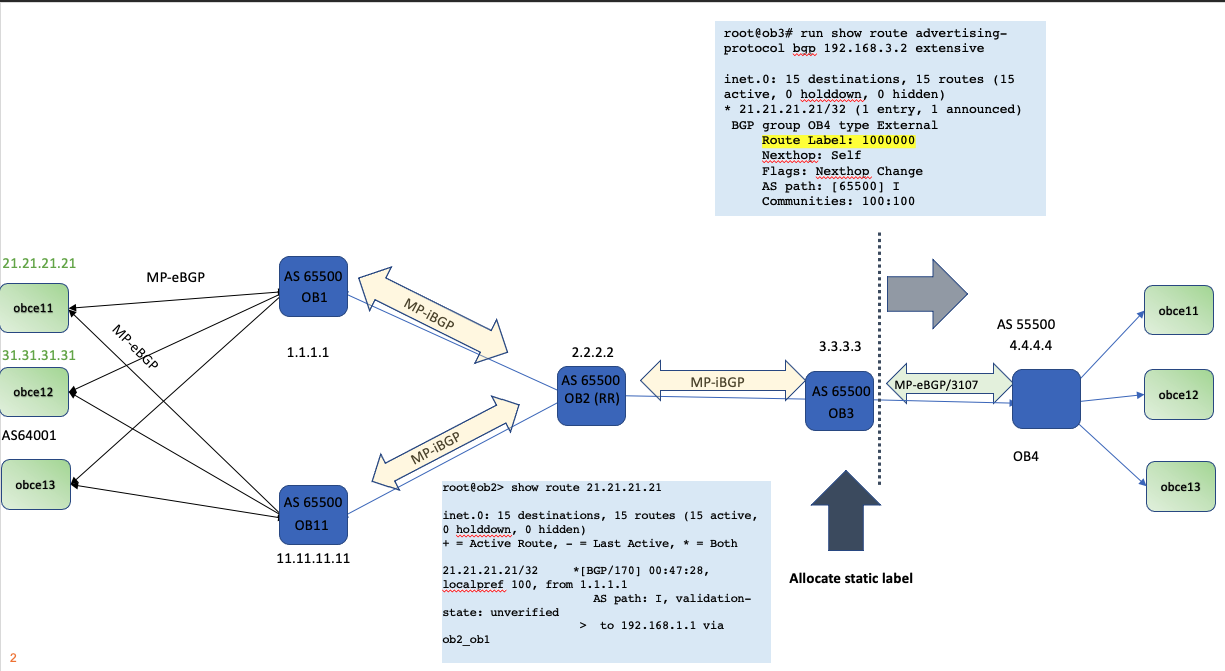 root@ob3# run show route advertising-
protocol bgp 192.168.3.2 extensive
inet.0: 15 destinations, 15 routes (15
active, 0 holddown, 0 hidden)
* 21.21.21.21/32 (1 entry, 1 announced)
BGP group OB4 type External
Route Label: 1000000
Nexthop: Self
Flags: Nexthop Change
AS path: [65500] I
Communities: 100:100
21.21.21.21
obce11
MP-eBGP
MP-eBGP
31.31.31.31
obce12
AS64001
obce13
AS 65500
OB1
1.1.1.1
MP-iBGP
AS 65500
OB11
11.11.11.11
MP-iBGP
2.2.2.2
AS 65500
OB2 (RR)
MP-iBGP
3.3.3.3
AS 65500
OB3
MP-eBGP/3107
AS 55500
4.4.4.4
OB4
obce11
obce12
obce13
root@ob2> show route 21.21.21.21
inet.0: 15 destinations, 15 routes (15 active,
0 holddown, 0 hidden)
+ = Active Route, - = Last Active, * = Both
21.21.21.21/32 *[BGP/170] 00:47:28,
localpref 100, from 1.1.1.1
AS path: I, validation-
state: unverified
> to 192.168.1.1 via
ob2_ob1
Allocate static label
2